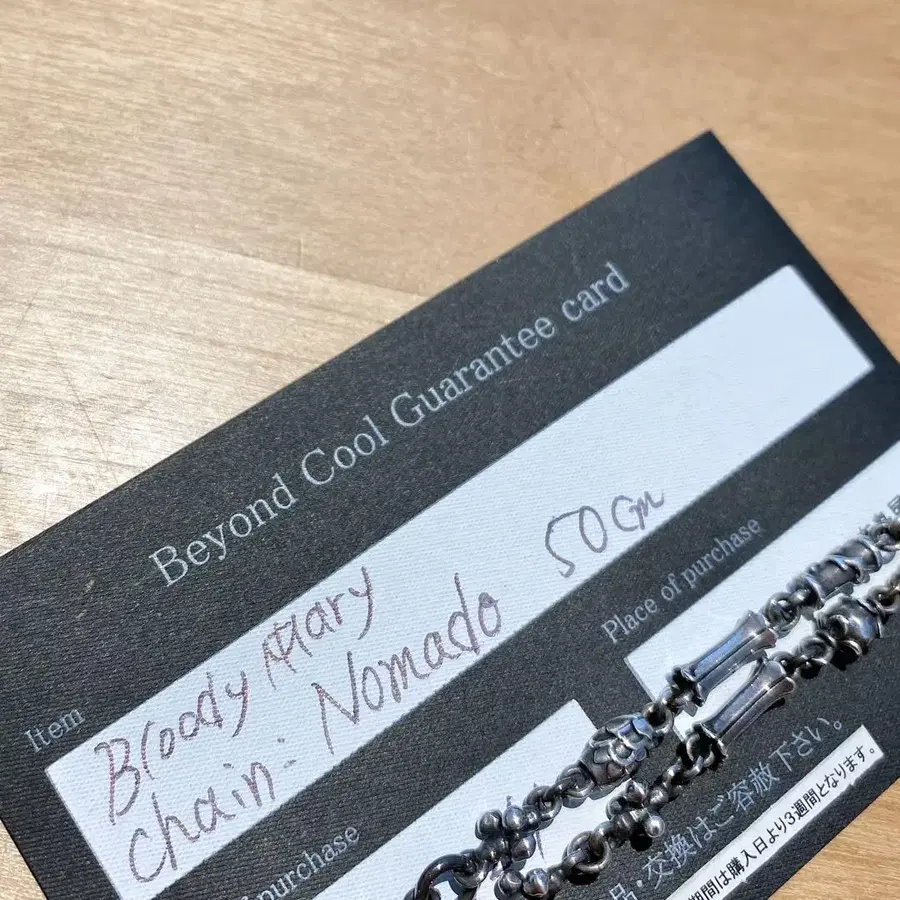 Beyond Cool Guarantee card
Item
Bloody Mary
chain: Nomado 50cm
Place of purchase
purchase
品・交換はご容赦下さい。
期間は購入日より3週間となります。